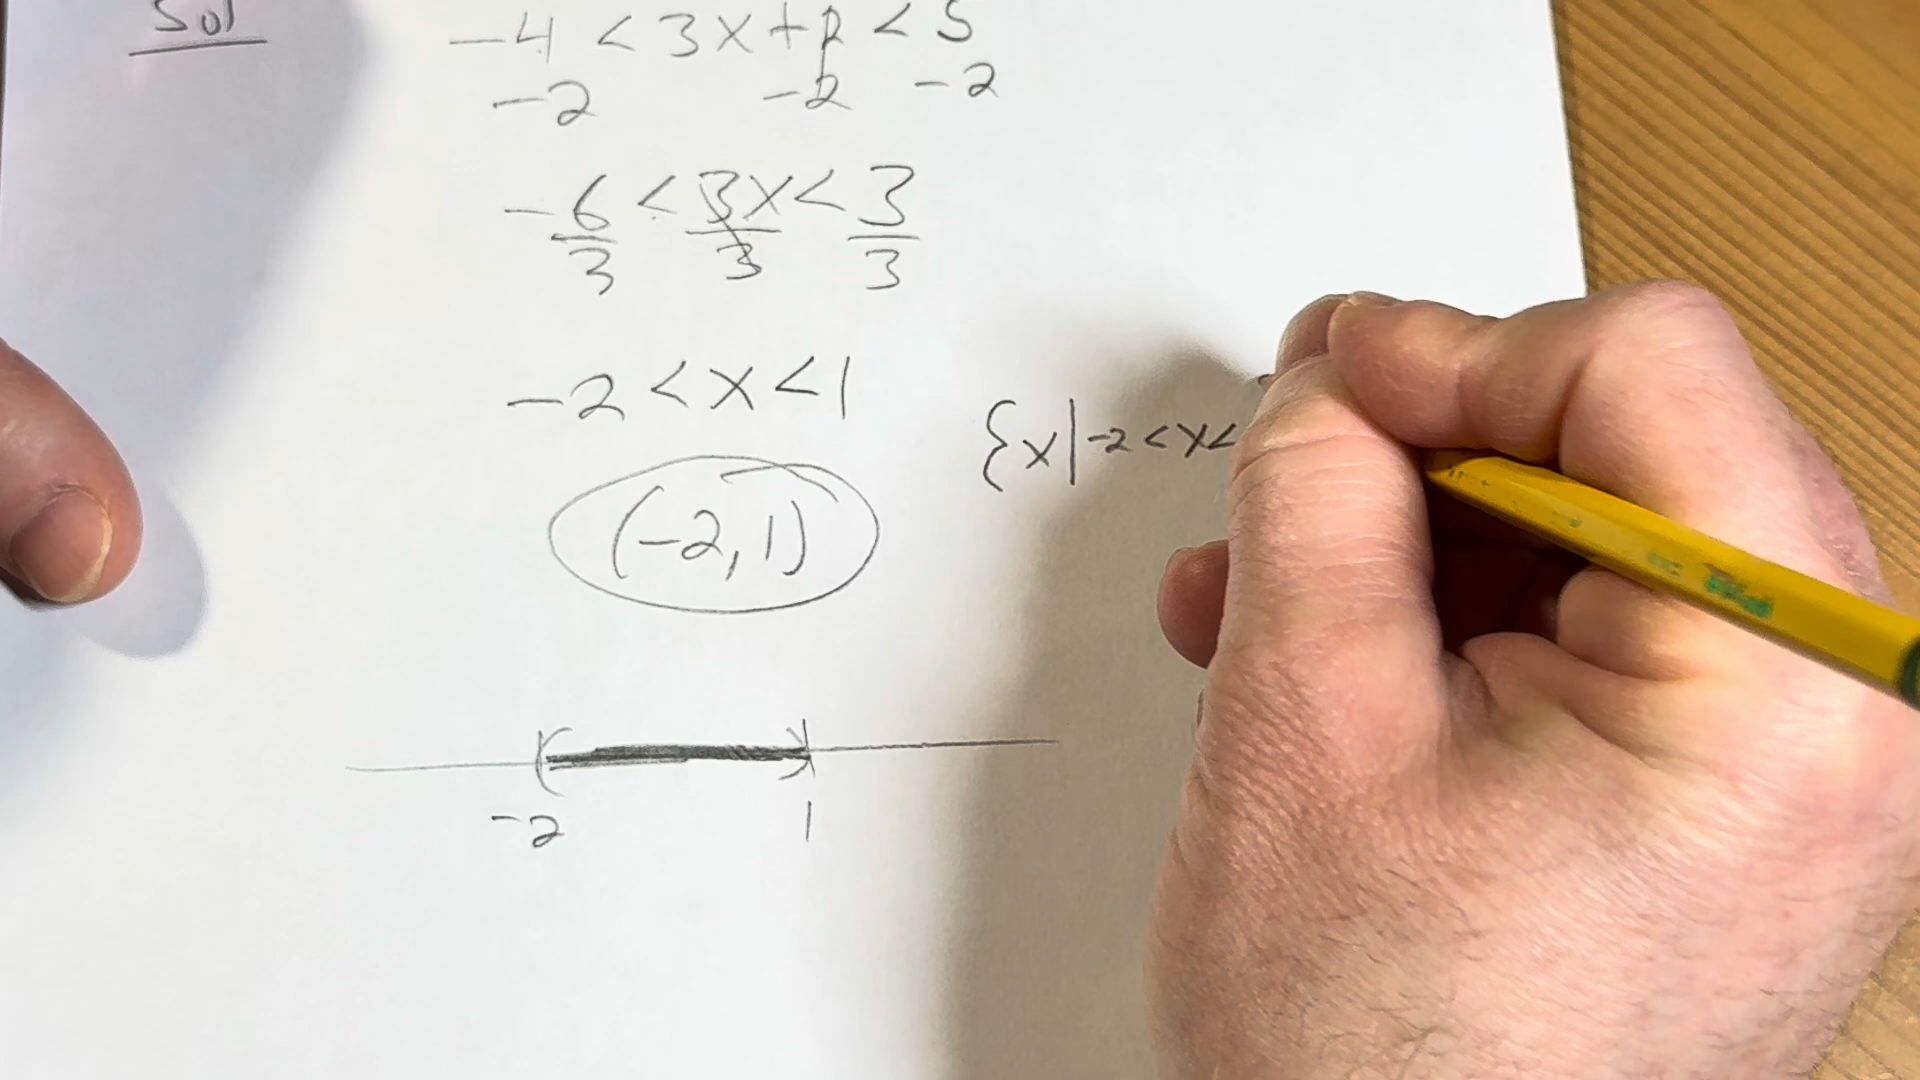 Sol
-4 < 3x + 2 < 5
-2 -2 -2
-6 < 3x < 3
3 3 3
-2 < x < 1
{x|-2<x<
(-2, 1)
-2 1